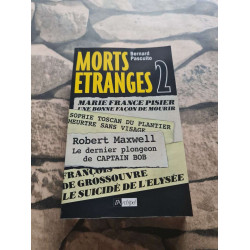 MORTS
Bernard
Pascuito
ETRANGES 2
MARIE FRANCE PISIER
UNE BONNE FAÇON DE MOURIR
SOPHIE TOSCAN DU PLANTIER
MEURTRE SANS VISAGE
Robert Maxwell
Le dernier plongeon
de CAPTAIN BOB
FRANÇOIS
DE GROSSOUVRE
LE SUICIDÉ DE L'ELYSÉE